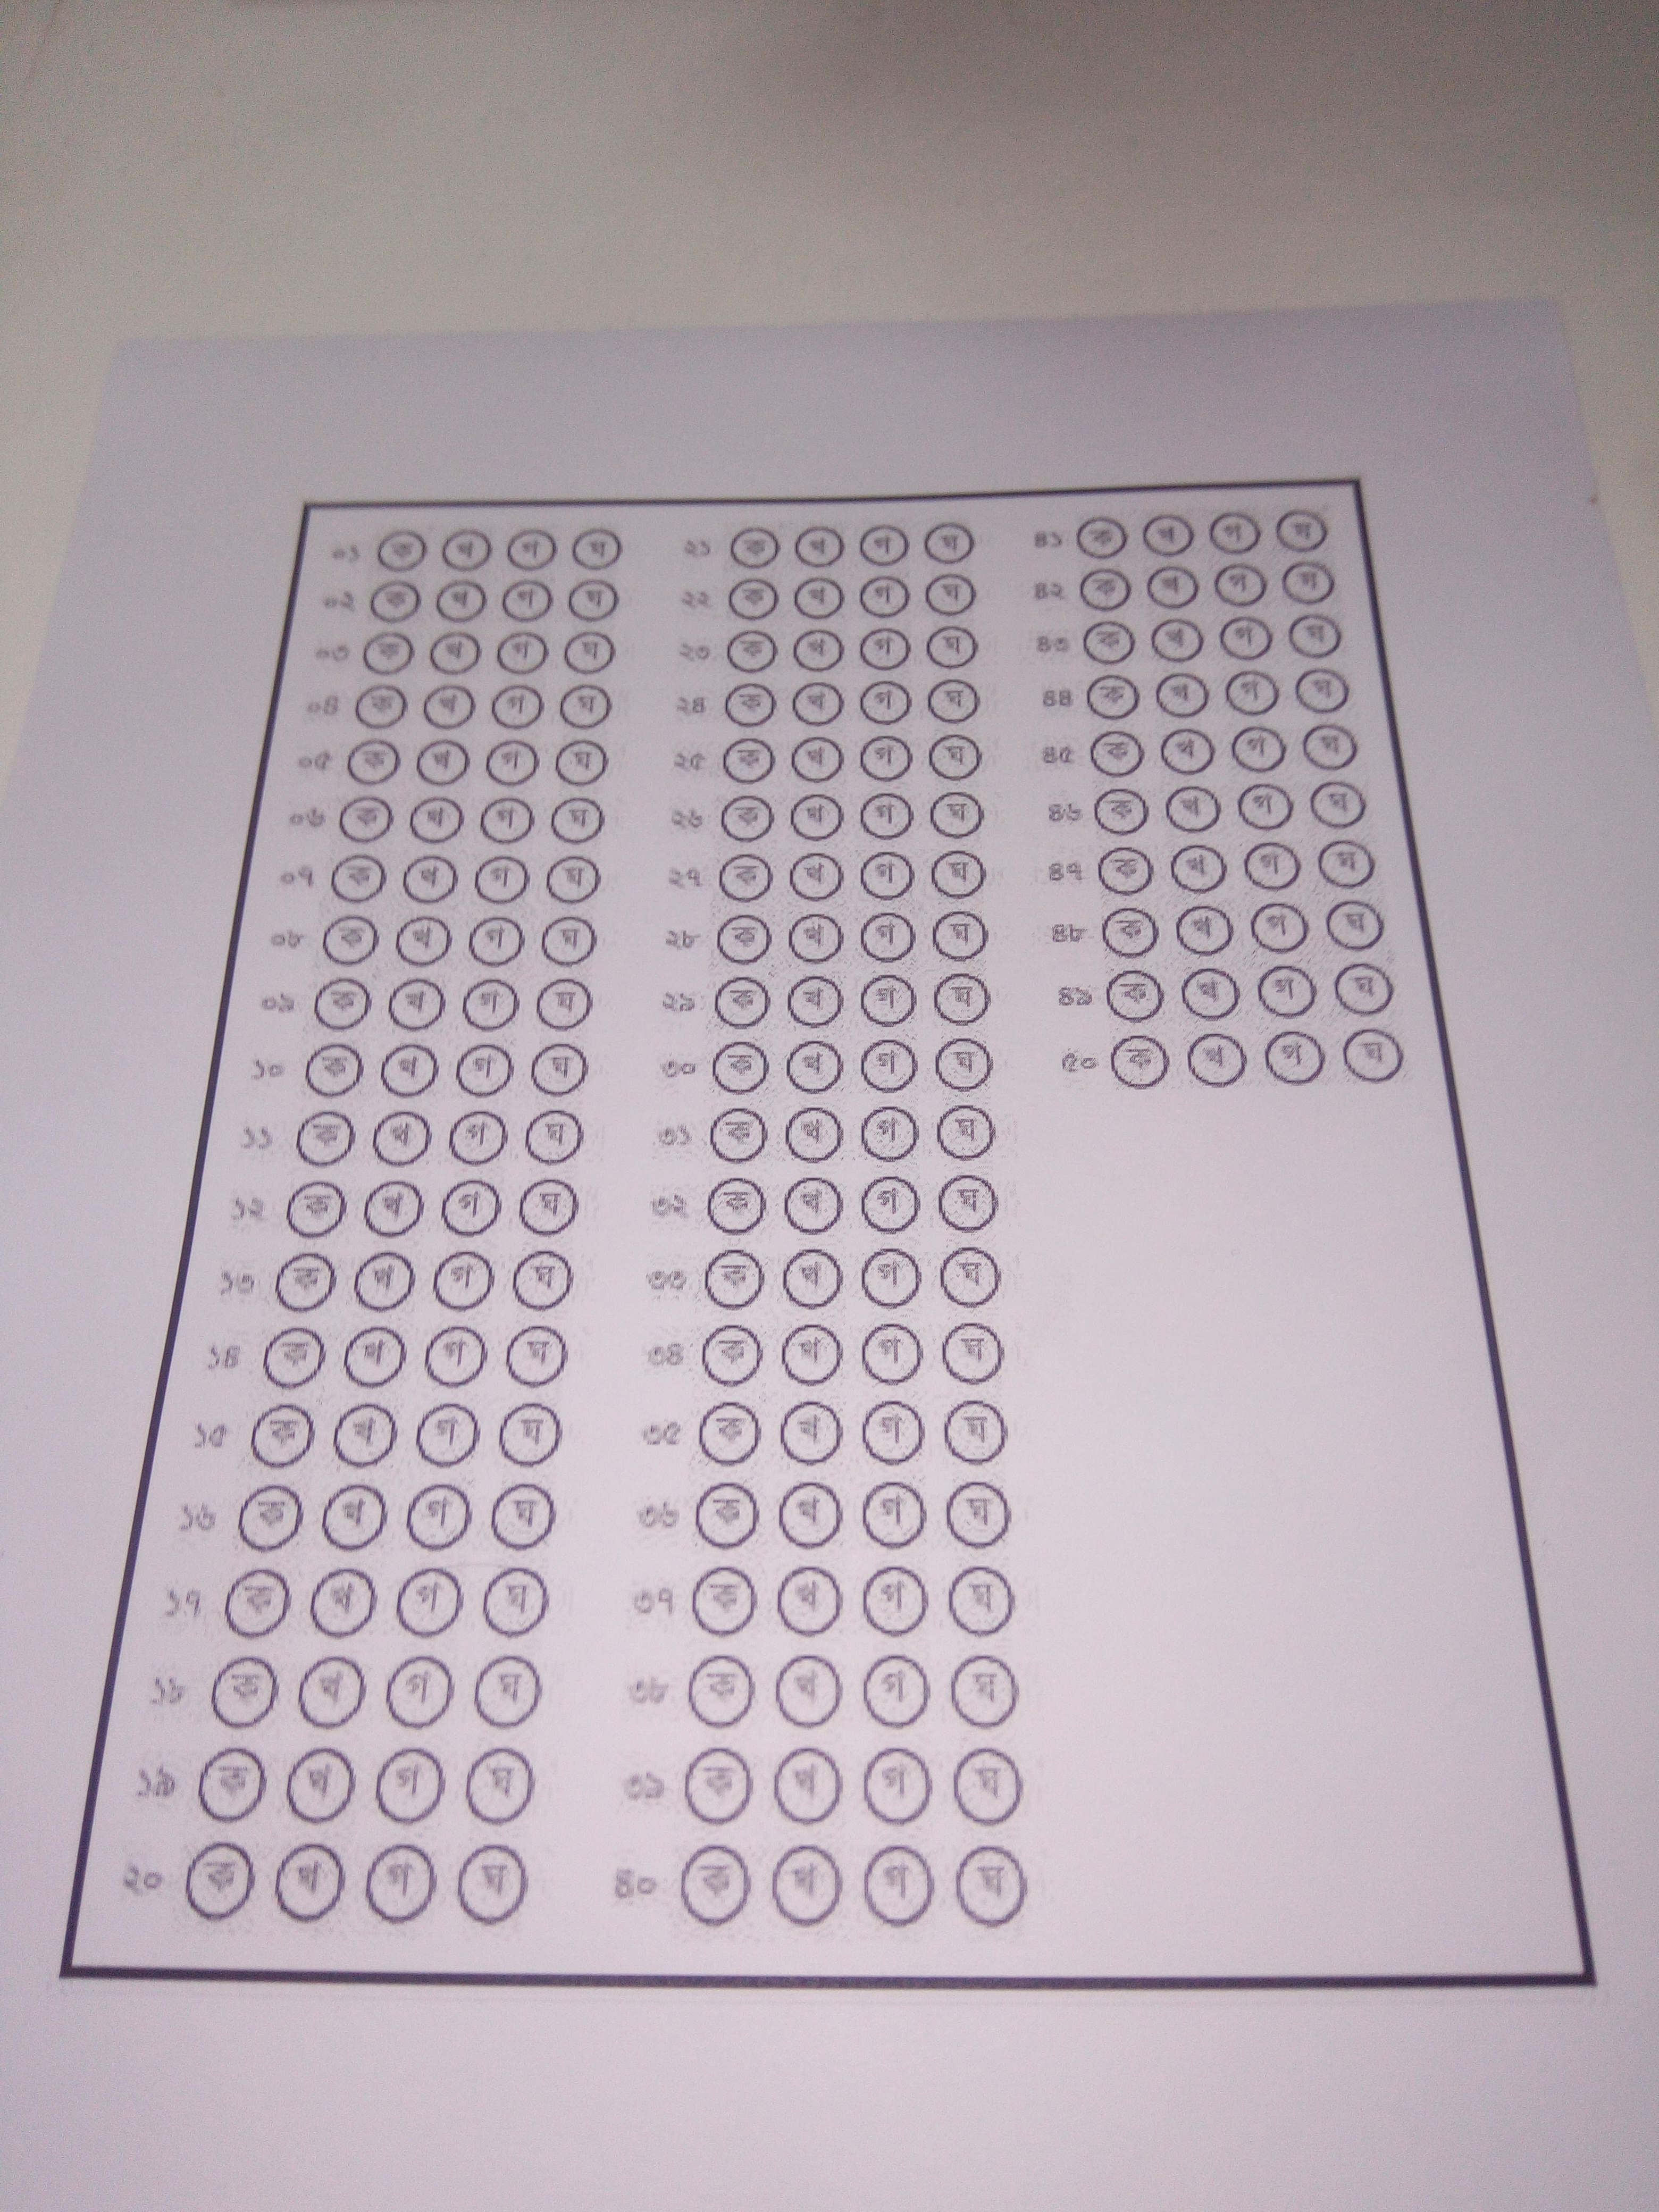 ০১ ক খ গ ঘ
০২ ক খ গ ঘ
০৩ ক খ গ ঘ
০৪ ক খ গ ঘ
০৫ ক খ গ ঘ
০৬ ক খ গ ঘ
০৭ ক খ গ ঘ
০৮ ক খ গ ঘ
০৯ ক খ গ ঘ
১০ ক খ গ ঘ
১১ ক খ গ ঘ
১২ ক খ গ ঘ
১৩ ক খ গ ঘ
১৪ ক খ গ ঘ
১৫ ক খ গ ঘ
১৬ ক খ গ ঘ
১৭ ক খ গ ঘ
১৮ ক খ গ ঘ
১৯ ক খ গ ঘ
২০ ক খ গ ঘ
২১ ক খ গ ঘ
২২ ক খ গ ঘ
২৩ ক খ গ ঘ
২৪ ক খ গ ঘ
২৫ ক খ গ ঘ
২৬ ক খ গ ঘ
২৭ ক খ গ ঘ
২৮ ক খ গ ঘ
২৯ ক খ গ ঘ
৩০ ক খ গ ঘ
৩১ ক খ গ ঘ
৩২ ক খ গ ঘ
৩৩ ক খ গ ঘ
৩৪ ক খ গ ঘ
৩৫ ক খ গ ঘ
৩৬ ক খ গ ঘ
৩৭ ক খ গ ঘ
৩৮ ক খ গ ঘ
৩৯ ক খ গ ঘ
৪০ ক খ গ ঘ
৪১ ক খ গ ঘ
৪২ ক খ গ ঘ
৪৩ ক খ গ ঘ
৪৪ ক খ গ ঘ
৪৫ ক খ গ ঘ
৪৬ ক খ গ ঘ
৪৭ ক খ গ ঘ
৪৮ ক খ গ ঘ
৪৯ ক খ গ ঘ
৫০ ক খ গ ঘ